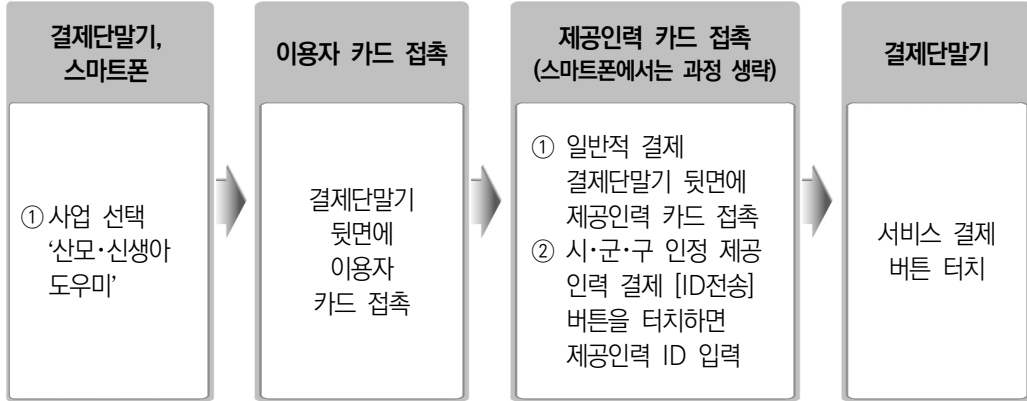 결제단말기,
스마트폰
① 사업 선택
‘산모·신생아
도우미’
이용자 카드 접촉
결제단말기
뒷면에
이용자
카드 접촉
제공인력 카드 접촉
(스마트폰에서는 과정 생략)
① 일반적 결제
결제단말기 뒷면에
제공인력 카드 접촉
② 시·군·구 인정 제공
인력 결제 [ID전송]
버튼을 터치하면
제공인력 ID 입력
결제단말기
서비스 결제
버튼 터치